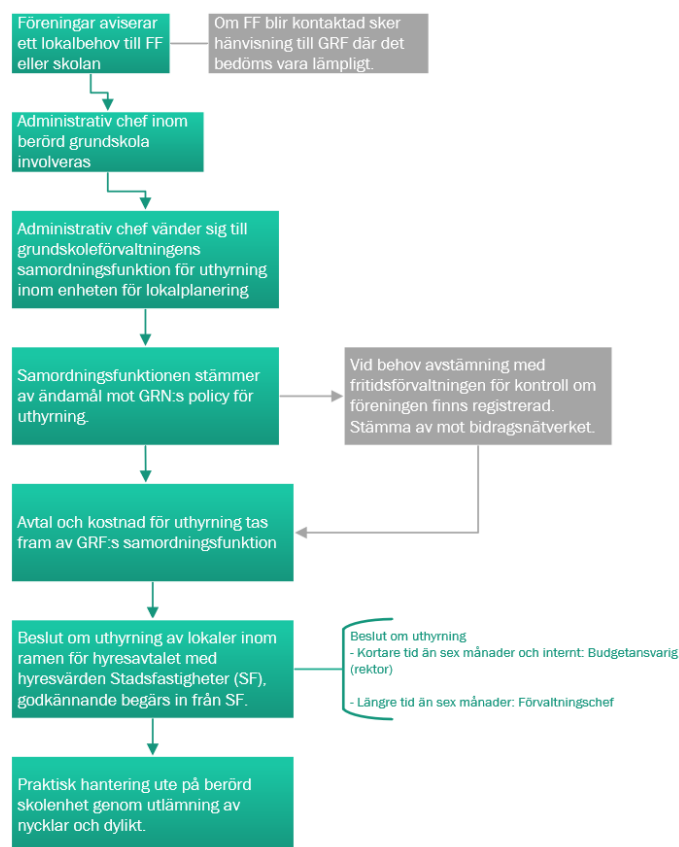 Föreningar aviserar
ett lokalbehov till FF
eller skolan
Om FF blir kontaktad sker
hänvisning till GRF där det
bedöms vara lämpligt.
Administrativ chef inom
berörd grundskola
involveras
Administrativ chef vänder sig till
grundskoleförvaltningens
samordningsfunktion för uthyrning
inom enheten för lokalplanering
Samordningsfunktionen stämmer
av ändamål mot GRN:s policy för
uthyrning.
Vid behov avstämning med
fritidsförvaltningen för kontroll om
föreningen finns registrerad.
Stämma av mot bidragsnätverket.
Avtal och kostnad för uthyrning tas
fram av GRF:s samordningsfunktion
Beslut om uthyrning av lokaler inom
ramen för hyresavtalet med
hyresvärden Stadsfastigheter (SF),
godkännande begärs in från SF.
Beslut om uthyrning
- Kortare tid än sex månader och internt: Budgetansvarig
(rektor)
- Längre tid än sex månader: Förvaltningschef
Praktisk hantering ute på berörd
skolenhet genom utlämning av
nycklar och dylikt.